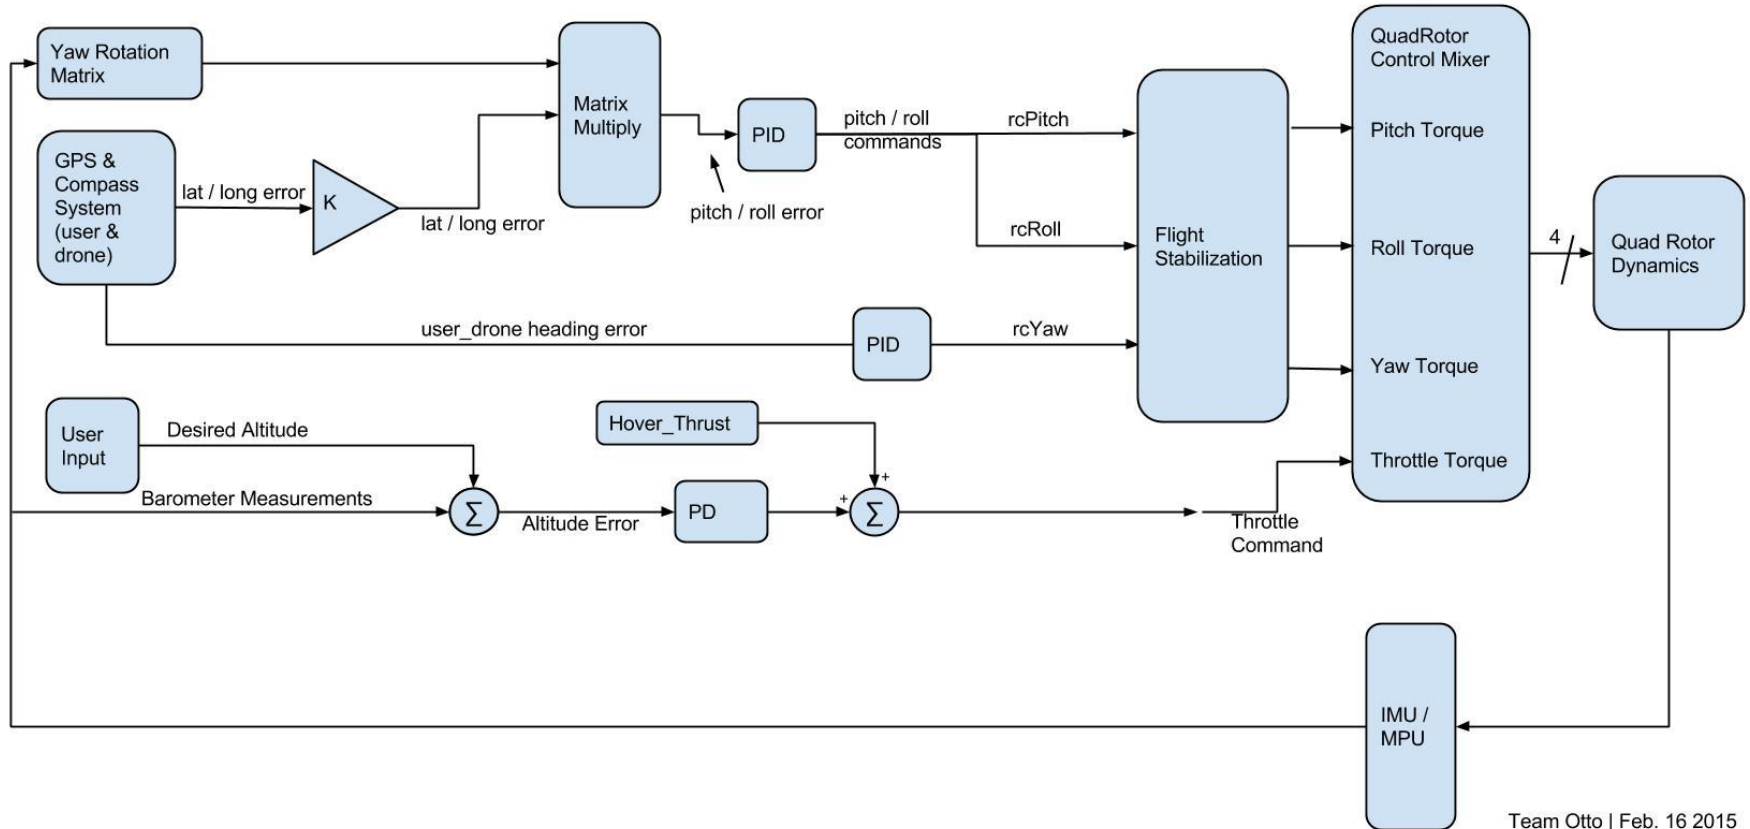 Yaw Rotation
Matrix
GPS &
Compass
System
(user &
drone)
lat / long error
K
lat / long error
Matrix
Multiply
PID
pitch / roll error
pitch / roll
commands
rcPitch
rcRoll
user_drone heading error
PID
rcYaw
Flight
Stabilization
QuadRotor
Control Mixer
Pitch Torque
Roll Torque
Yaw Torque
Throttle Torque
4
Quad Rotor
Dynamics
User
Input
Desired Altitude
Barometer Measurements
Σ
Altitude Error
PD
Hover_Thrust
+
+
Σ
Throttle
Command
IMU /
MPU
Team Otto | Feb. 16 2015